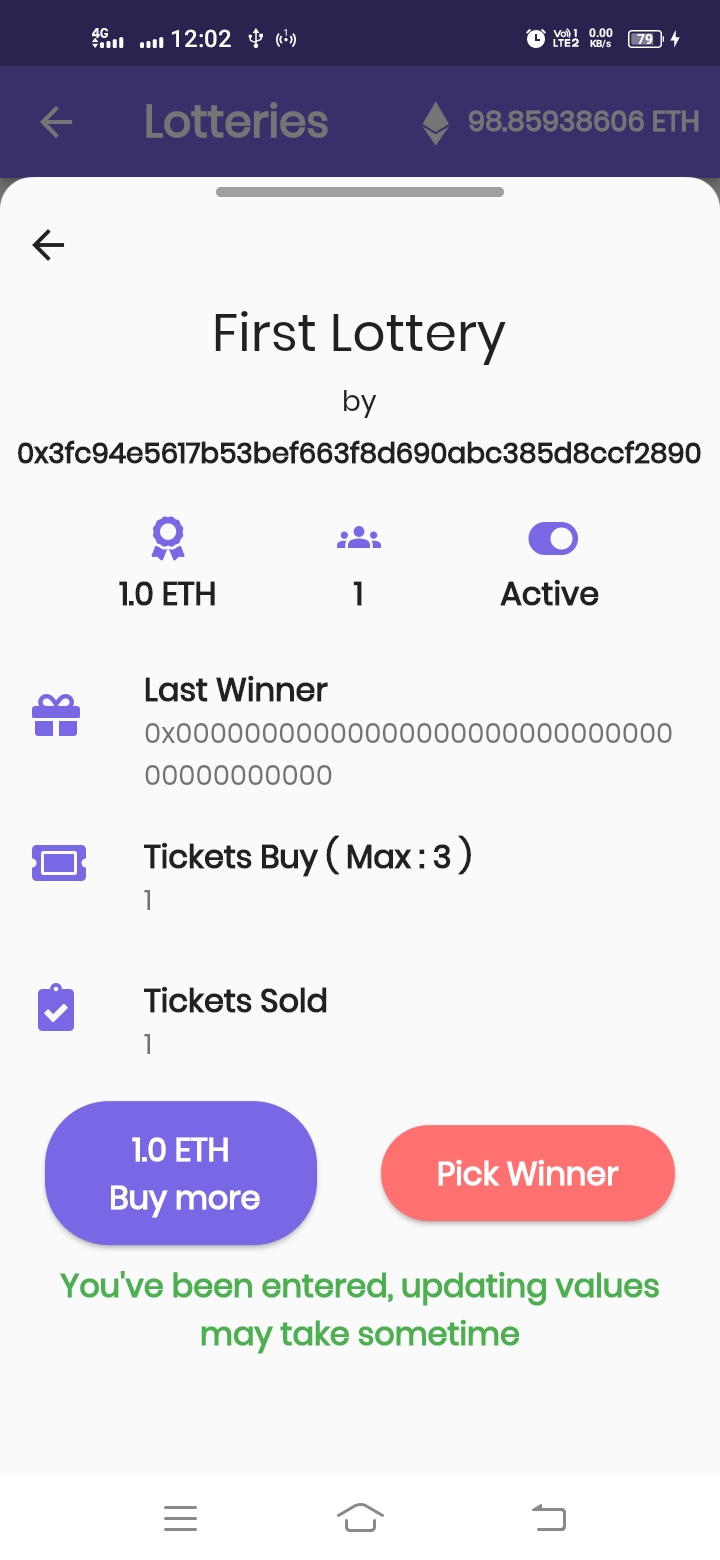 4G 12:02 Vo)) 1 LTE2 0.00 KB/s 79
Lotteries 98.85938606 ETH
First Lottery
by
0x3fc94e5617b53bef663f8d690abc385d8ccf2890
1.0 ETH 1 Active
Last Winner
0x00000000000000000000000000000
00000000000
Tickets Buy ( Max : 3 )
1
Tickets Sold
1
1.0 ETH
Buy more
Pick Winner
You've been entered, updating values
may take sometime